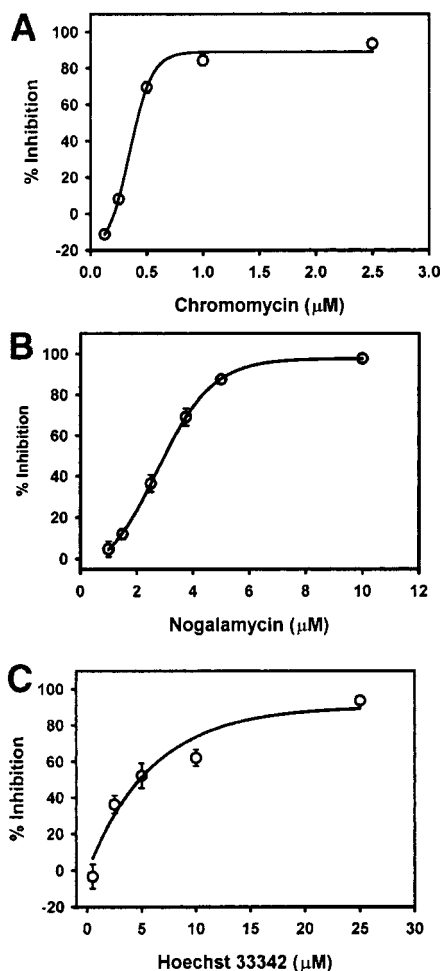 A
100
80
60
40
20
0
-20
% Inhibition
0.0 0.5 1.0 1.5 2.0 2.5 3.0
Chromomycin (µM)
B
100
80
60
40
20
0
% Inhibition
0 2 4 6 8 10 12
Nogalamycin (µM)
C
100
80
60
40
20
0
-20
% Inhibition
0 5 10 15 20 25 30
Hoechst 33342 (µM)